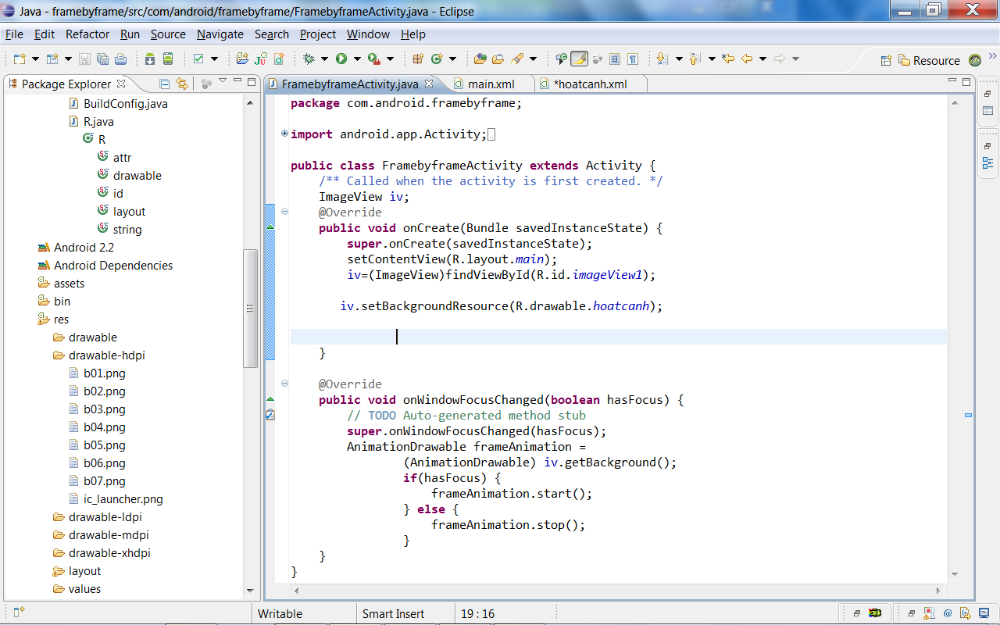 Java - framebyframe/src/com/android/framebyframe/FramebyframeActivity.java - Eclipse
File Edit Refactor Run Source Navigate Search Project Window Help
Resource
Package Explorer
FramebyframeActivity.java main.xml *hoatcanh.xml
BuildConfig.java
R.java
R
attr
drawable
id
layout
string
Android 2.2
Android Dependencies
assets
bin
res
drawable
drawable-hdpi
b01.png
b02.png
b03.png
b04.png
b05.png
b06.png
b07.png
ic_launcher.png
drawable-ldpi
drawable-mdpi
drawable-xhdpi
layout
values
package com.android.framebyframe;
import android.app.Activity;
public class FramebyframeActivity extends Activity {
/** Called when the activity is first created. */
ImageView iv;
@Override
public void onCreate(Bundle savedInstanceState) {
super.onCreate(savedInstanceState);
setContentView(R.layout.main);
iv=(ImageView)findViewById(R.id.imageView1);
iv.setBackgroundResource(R.drawable.hoatcanh);
}
@Override
public void onWindowFocusChanged(boolean hasFocus) {
// TODO Auto-generated method stub
super.onWindowFocusChanged(hasFocus);
AnimationDrawable frameAnimation =
(AnimationDrawable) iv.getBackground();
if(hasFocus) {
frameAnimation.start();
} else {
frameAnimation.stop();
}
}
}
Writable Smart Insert 19 : 16